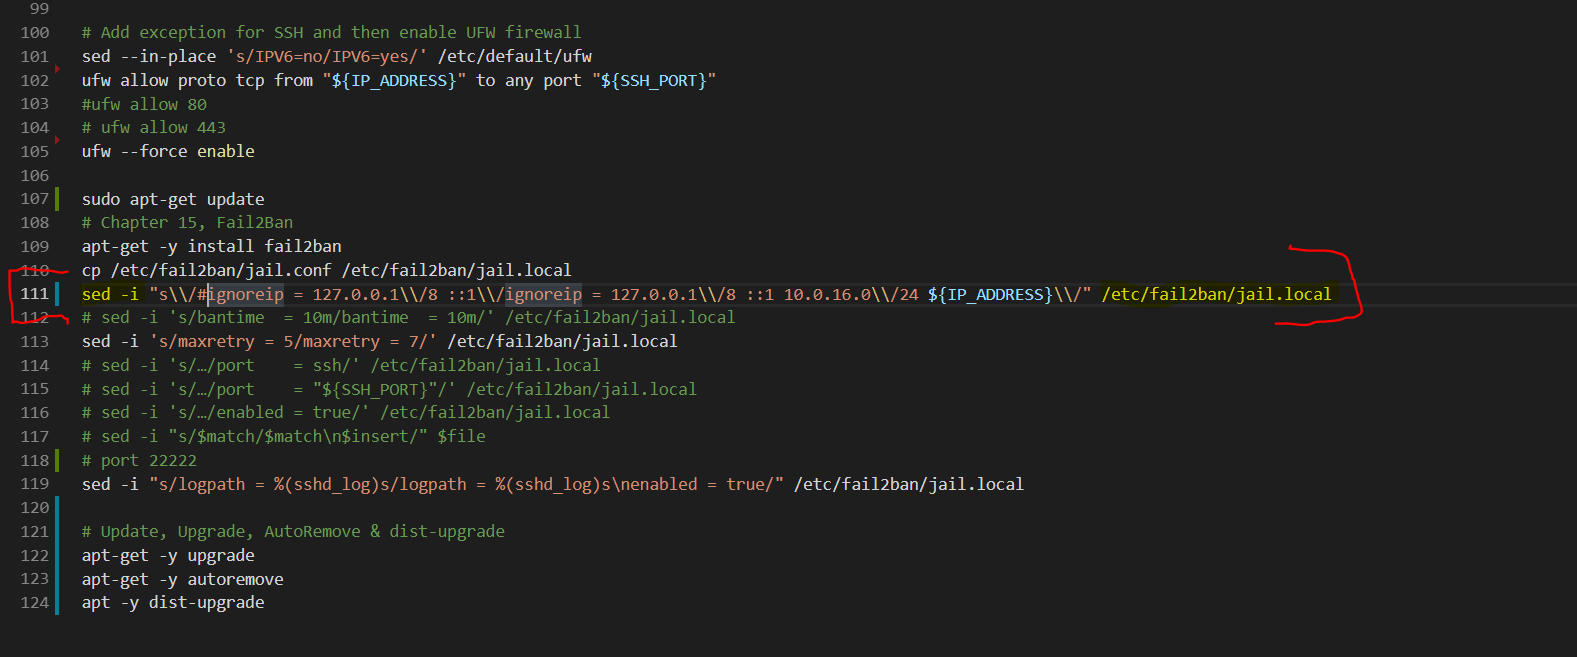 99
100 # Add exception for SSH and then enable UFW firewall
101 sed --in-place 's/IPV6=no/IPV6=yes/' /etc/default/ufw
102 ufw allow proto tcp from "${IP_ADDRESS}" to any port "${SSH_PORT}"
103 #ufw allow 80
104 # ufw allow 443
105 ufw --force enable
106
107 sudo apt-get update
108 # Chapter 15, Fail2Ban
109 apt-get -y install fail2ban
110 cp /etc/fail2ban/jail.conf /etc/fail2ban/jail.local
111 sed -i "s\\/#ignoreip = 127.0.0.1\\/8 ::1\\/ignoreip = 127.0.0.1\\/8 ::1 10.0.16.0\\/24 ${IP_ADDRESS}\\/" /etc/fail2ban/jail.local
112 # sed -i 's/bantime  = 10m/bantime  = 10m/' /etc/fail2ban/jail.local
113 sed -i 's/maxretry = 5/maxretry = 7/' /etc/fail2ban/jail.local
114 # sed -i 's/…/port    = ssh/' /etc/fail2ban/jail.local
115 # sed -i 's/…/port    = "${SSH_PORT}"/' /etc/fail2ban/jail.local
116 # sed -i 's/…/enabled = true/' /etc/fail2ban/jail.local
117 # sed -i "s/$match/$match\n$insert/" $file
118 # port 22222
119 sed -i "s/logpath = %(sshd_log)s/logpath = %(sshd_log)s\nenabled = true/" /etc/fail2ban/jail.local
120
121 # Update, Upgrade, AutoRemove & dist-upgrade
122 apt-get -y upgrade
123 apt-get -y autoremove
124 apt -y dist-upgrade